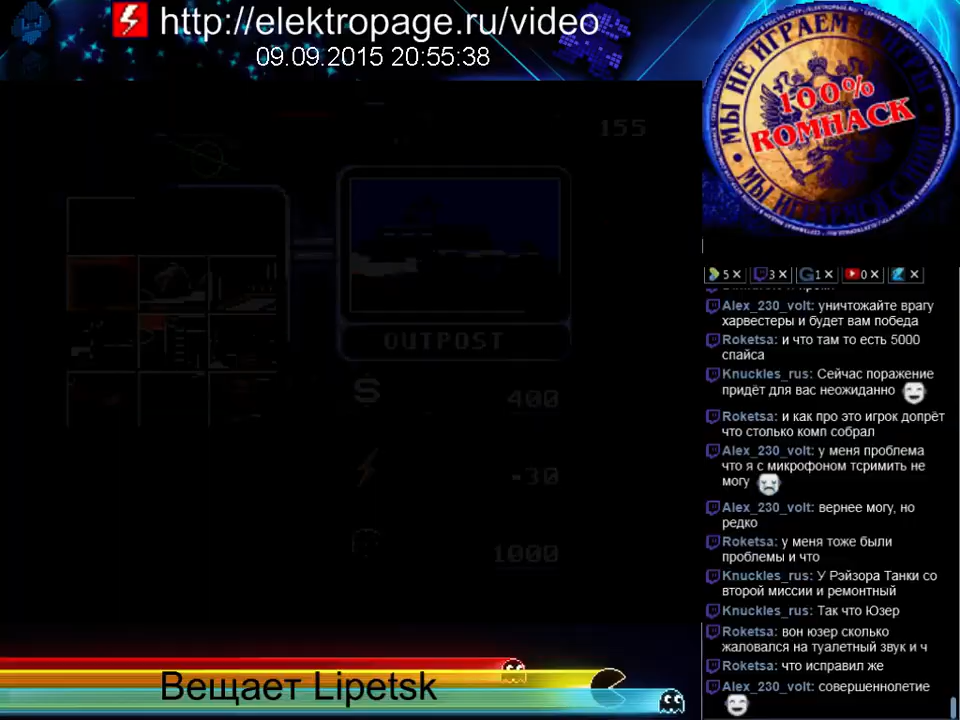 http://elektropage.ru/video
09.09.2015 20:55:38
МЫ НЕ ИГРАЕМ В ИГРЫ
100%
ROMHACK
155
OUTPOST
$
400
-30
1000
5 ×
3 ×
G 1 ×
0 ×
×
Alex_230_volt: уничтожайте врагу
харвестеры и будет вам победа
Roketsa: и что там то есть 5000
спайса
Knuckles_rus: Сейчас поражение
придёт для вас неожиданно
Roketsa: и как про это игрок допрёт
что столько комп собрал
Alex_230_volt: у меня проблема
что я с микрофоном тсримить не
могу
Alex_230_volt: вернее могу, но
редко
Roketsa: у меня тоже были
проблемы и что
Knuckles_rus: У Рэйзора Танки со
второй миссии и ремонтный
Knuckles_rus: Так что Юзер
Roketsa: вон юзер сколько
жаловался на туалетный звук и ч
Roketsa: что исправил же
Alex_230_volt: совершеннолетие
Вещает Lipetsk